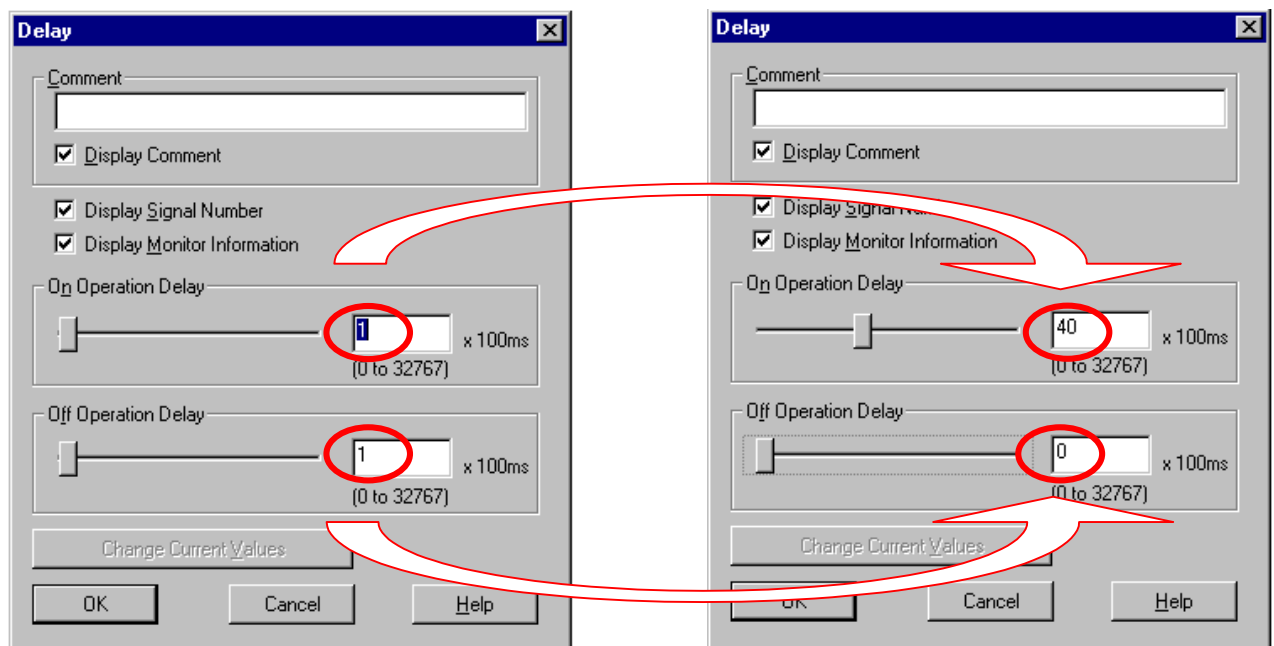 Delay
Comment
Display Comment
Display Signal Number
Display Monitor Information
On Operation Delay
1
x 100ms
(0 to 32767)
Off Operation Delay
1
x 100ms
(0 to 32767)
Change Current Values
OK
Cancel
Help
Delay
Comment
Display Comment
Display Signal
Display Monitor Information
On Operation Delay
40
x 100ms
(0 to 32767)
Off Operation Delay
0
x 100ms
(0 to 32767)
Change Current Values
OK
Cancel
Help